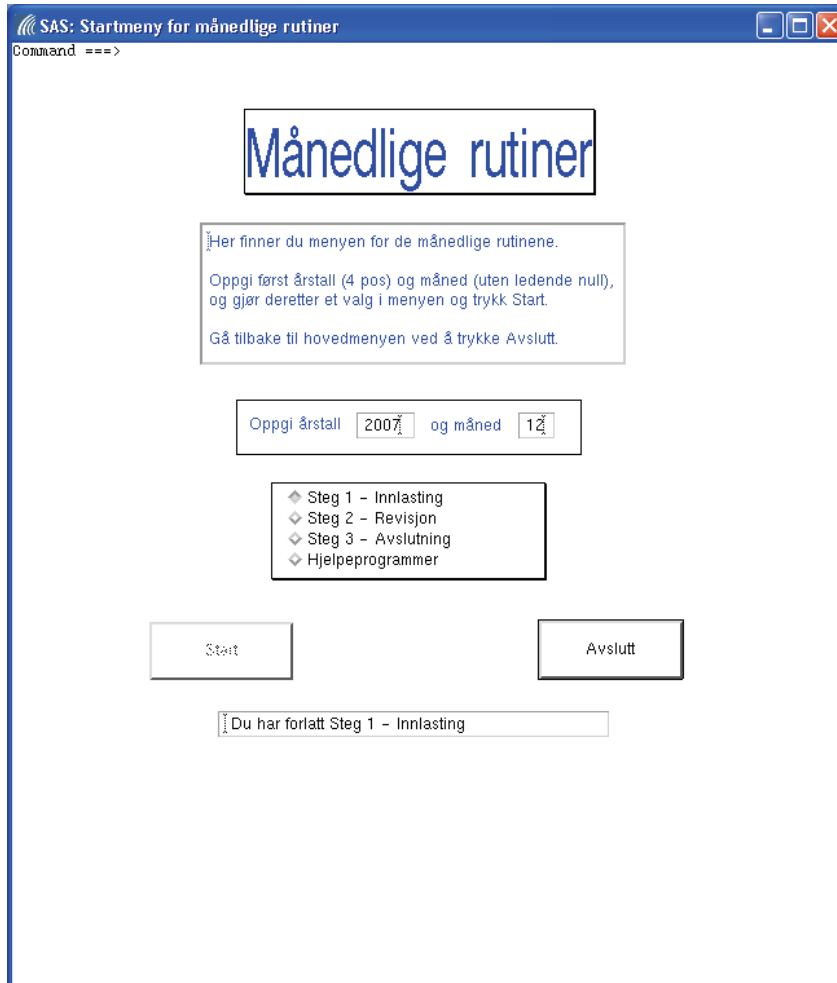 SAS: Startmeny for månedlige rutiner
Command ===>
Månedlige rutiner
Her finner du menyen for de månedlige rutinene.
Oppgi først årstall (4 pos) og måned (uten ledende null),
og gjør deretter et valg i menyen og trykk Start.
Gå tilbake til hovedmenyen ved å trykke Avslutt.
Oppgi årstall 2007 og måned 12
Steg 1 – Innlasting
Steg 2 – Revisjon
Steg 3 – Avslutning
Hjelpeprogrammer
Start Avslutt
Du har forlatt Steg 1 – Innlasting